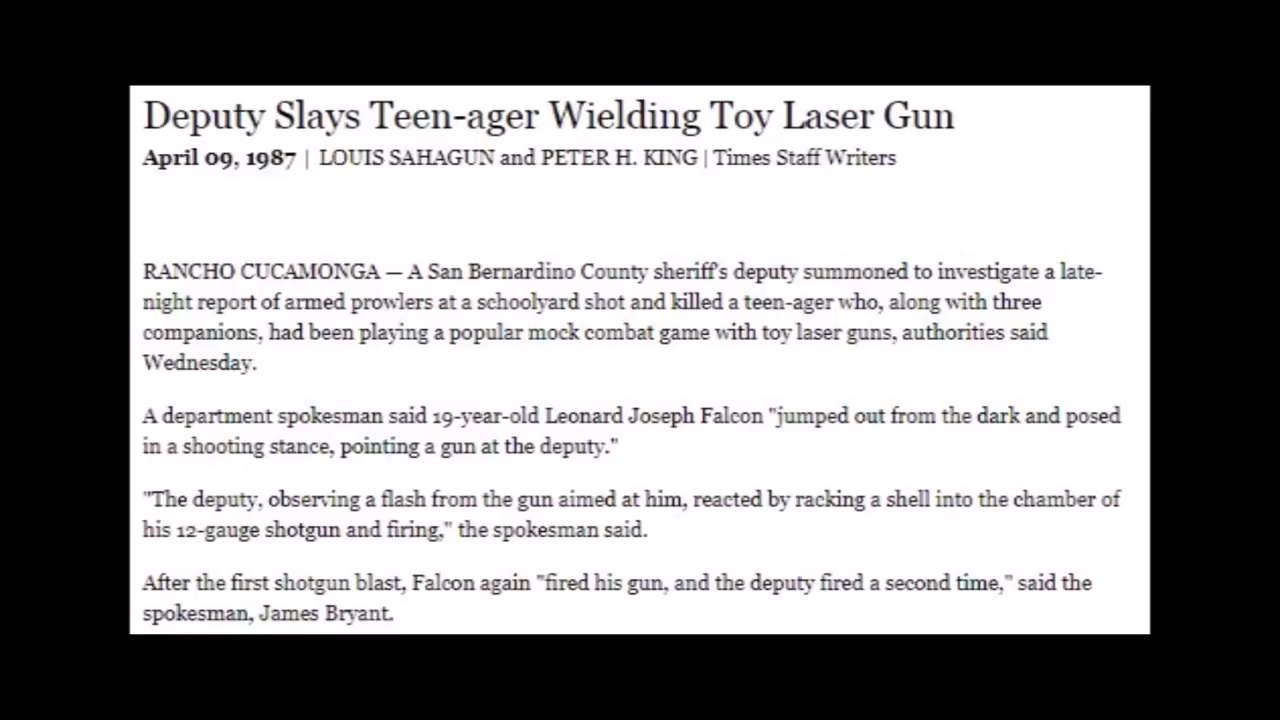 Deputy Slays Teen-ager Wielding Toy Laser Gun
April 09, 1987 | LOUIS SAHAGUN and PETER H. KING | Times Staff Writers
RANCHO CUCAMONGA — A San Bernardino County sheriff's deputy summoned to investigate a late-
night report of armed prowlers at a schoolyard shot and killed a teen-ager who, along with three
companions, had been playing a popular mock combat game with toy laser guns, authorities said
Wednesday.
A department spokesman said 19-year-old Leonard Joseph Falcon "jumped out from the dark and posed
in a shooting stance, pointing a gun at the deputy."
"The deputy, observing a flash from the gun aimed at him, reacted by racking a shell into the chamber of
his 12-gauge shotgun and firing," the spokesman said.
After the first shotgun blast, Falcon again "fired his gun, and the deputy fired a second time," said the
spokesman, James Bryant.